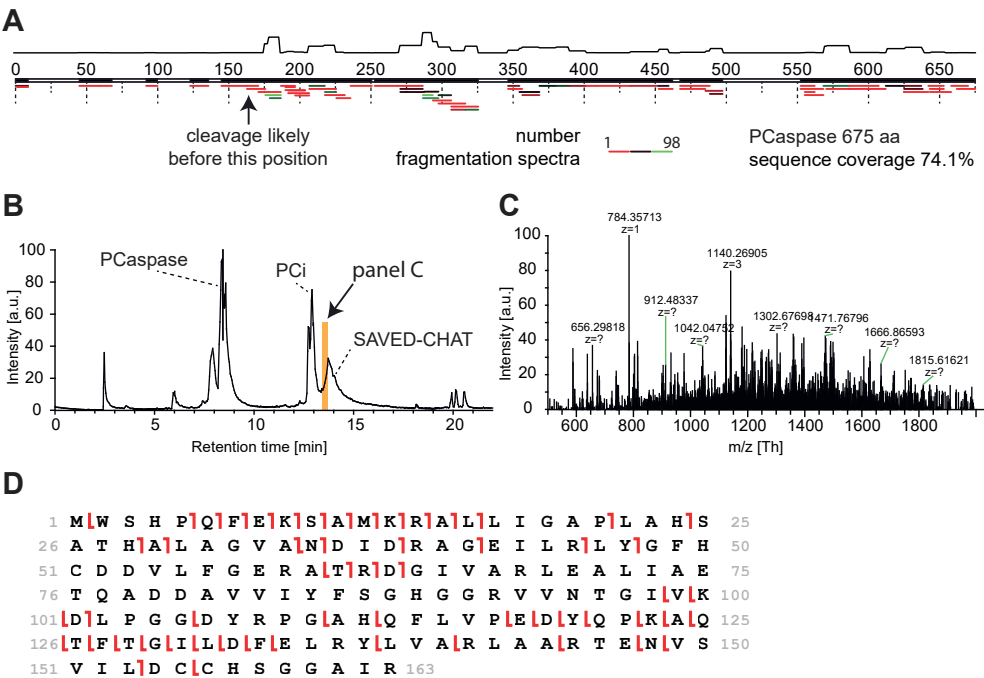 A
0 50 100 150 200 250 300 350 400 450 500 550 600 650
cleavage likely
before this position
number
fragmentation spectra
1 98
PCaspase 675 aa
sequence coverage 74.1%
B
Intensity [a.u.]
100
80
60
40
20
0
PCaspase
PCi
panel C
SAVED-CHAT
0 5 10 15 20
Retention time [min]
C
Intensity [a.u.]
100
80
60
40
20
0
784.35713
z=1
1140.26905
z=3
912.48337
z=?
656.29818
z=?
1042.04752
z=?
1302.67698
z=?
1471.76796
z=?
1666.86593
z=?
1815.61621
z=?
600 800 1000 1200 1400 1600 1800
m/z [Th]
D
1 M W S H P Q F E K S A M K R A L L I G A P L A H S 25
26 A T H A L A G V A N D I D R A G E I L R L Y G F H 50
51 C D D V L F G E R A T R D G I V A R L E A L I A E 75
76 T Q A D D A V V I Y F S G H G G R V V N T G I V K 100
101 D L P G G D Y R P G A H Q F L V P E D Y Q P K A Q 125
126 T F T G I L D F E L R Y L V A R L A A R T E N V S 150
151 V I L D C C H S G G A I R 163